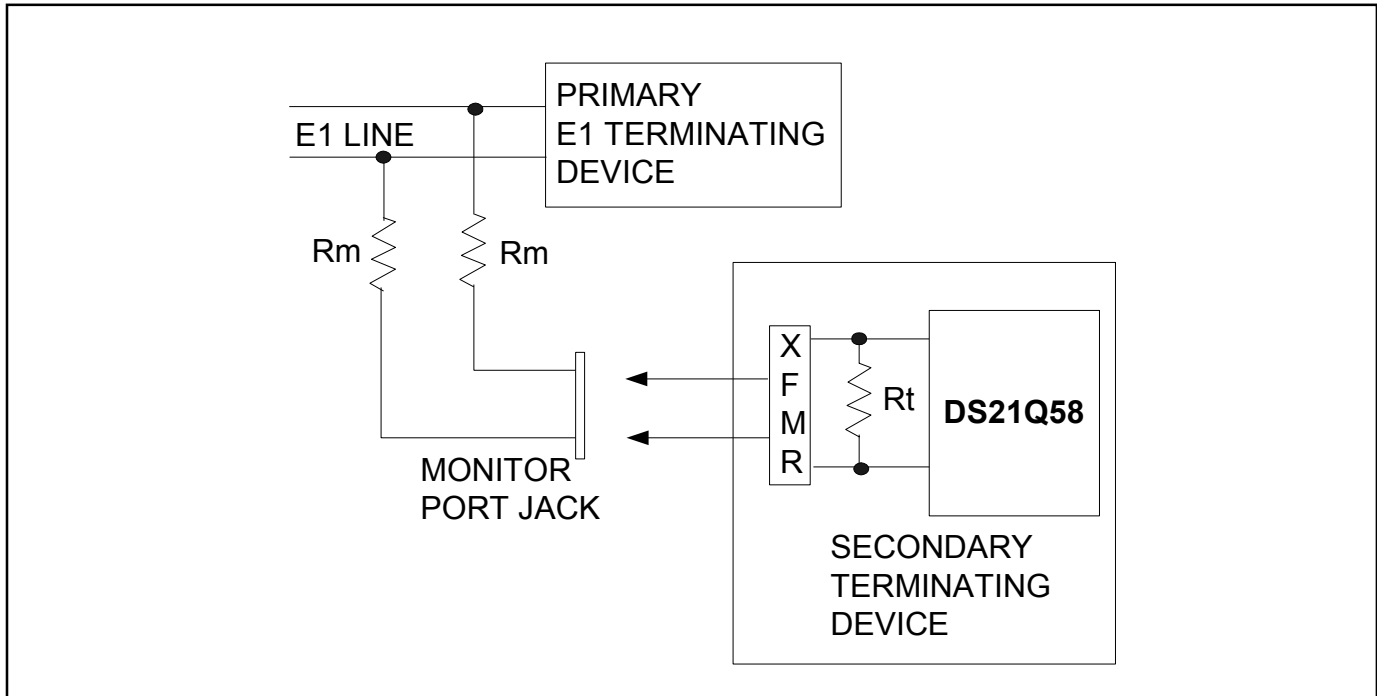 PRIMARY
E1 TERMINATING
DEVICE
E1 LINE
Rm
Rm
MONITOR
PORT JACK
X
F
M
R
Rt
DS21Q58
SECONDARY
TERMINATING
DEVICE